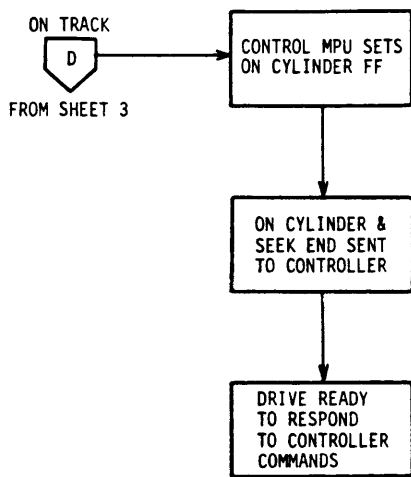 ON TRACK
D
FROM SHEET 3
CONTROL MPU SETS
ON CYLINDER FF
ON CYLINDER &
SEEK END SENT
TO CONTROLLER
DRIVE READY
TO RESPOND
TO CONTROLLER
COMMANDS